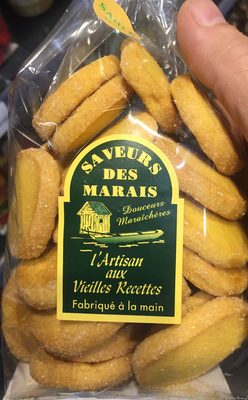 SAVEURS
DES
MARAIS
Douceurs
Maraîchères
l'Artisan
aux
Vieilles Recettes
Fabriqué à la main